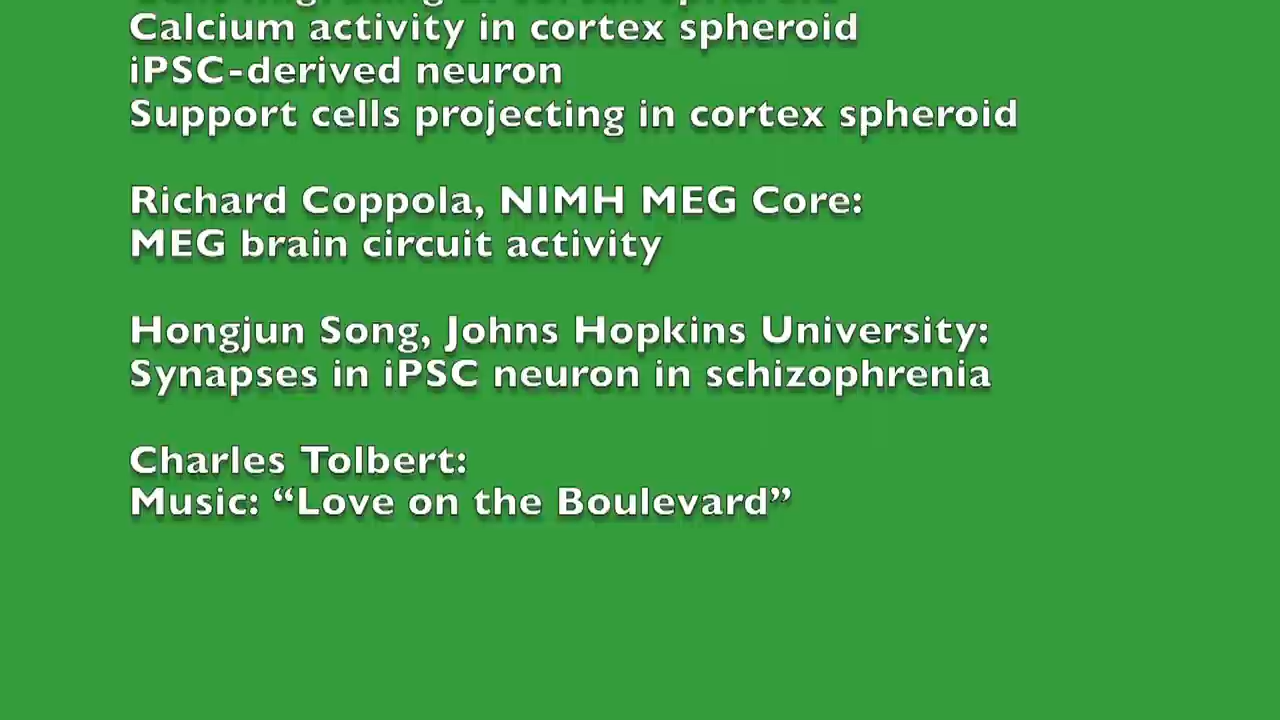 Calcium activity in cortex spheroid
iPSC-derived neuron
Support cells projecting in cortex spheroid
Richard Coppola, NIMH MEG Core:
MEG brain circuit activity
Hongjun Song, Johns Hopkins University:
Synapses in iPSC neuron in schizophrenia
Charles Tolbert:
Music: “Love on the Boulevard”